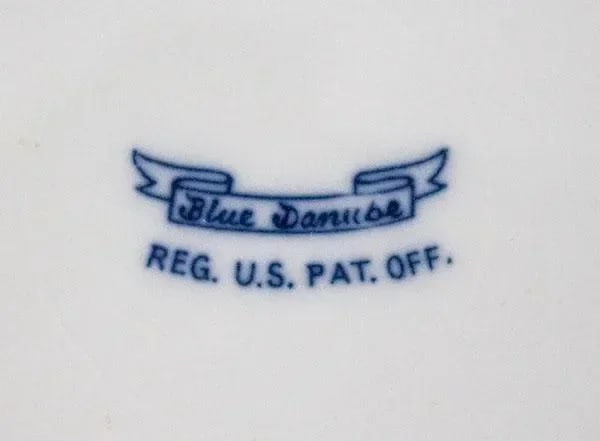 Blue Danube
REG. U.S. PAT. OFF.